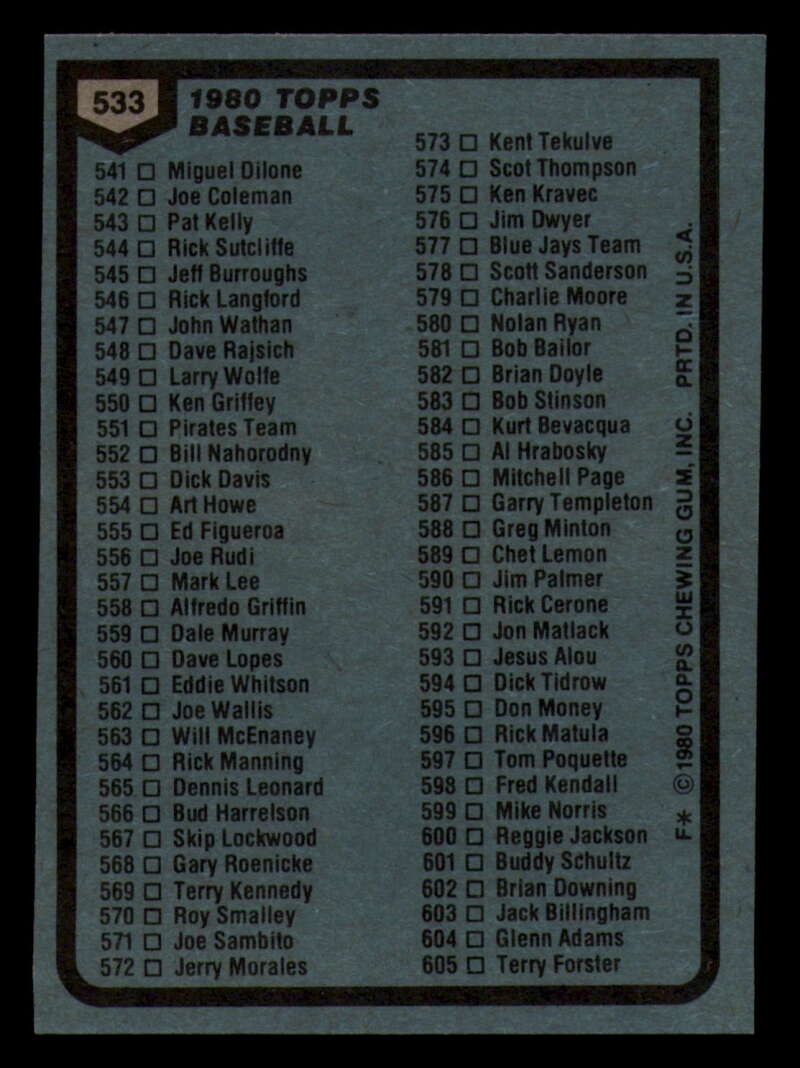 533
1980 TOPPS
BASEBALL
541 □ Miguel Dilone
542 □ Joe Coleman
543 □ Pat Kelly
544 □ Rick Sutcliffe
545 □ Jeff Burroughs
546 □ Rick Langford
547 □ John Wathan
548 □ Dave Rajsich
549 □ Larry Wolfe
550 □ Ken Griffey
551 □ Pirates Team
552 □ Bill Nahorodny
553 □ Dick Davis
554 □ Art Howe
555 □ Ed Figueroa
556 □ Joe Rudi
557 □ Mark Lee
558 □ Alfredo Griffin
559 □ Dale Murray
560 □ Dave Lopes
561 □ Eddie Whitson
562 □ Joe Wallis
563 □ Will McEnaney
564 □ Rick Manning
565 □ Dennis Leonard
566 □ Bud Harrelson
567 □ Skip Lockwood
568 □ Gary Roenicke
569 □ Terry Kennedy
570 □ Roy Smalley
571 □ Joe Sambito
572 □ Jerry Morales
573 □ Kent Tekulve
574 □ Scot Thompson
575 □ Ken Kravec
576 □ Jim Dwyer
577 □ Blue Jays Team
578 □ Scott Sanderson
579 □ Charlie Moore
580 □ Nolan Ryan
581 □ Bob Bailor
582 □ Brian Doyle
583 □ Bob Stinson
584 □ Kurt Bevacqua
585 □ Al Hrabosky
586 □ Mitchell Page
587 □ Garry Templeton
588 □ Greg Minton
589 □ Chet Lemon
590 □ Jim Palmer
591 □ Rick Cerone
592 □ Jon Matlack
593 □ Jesus Alou
594 □ Dick Tidrow
595 □ Don Money
596 □ Rick Matula
597 □ Tom Poquette
598 □ Fred Kendall
599 □ Mike Norris
600 □ Reggie Jackson
601 □ Buddy Schultz
602 □ Brian Downing
603 □ Jack Billingham
604 □ Glenn Adams
605 □ Terry Forster
F* ©1980 TOPPS CHEWING GUM, INC. PRTD. IN U.S.A.